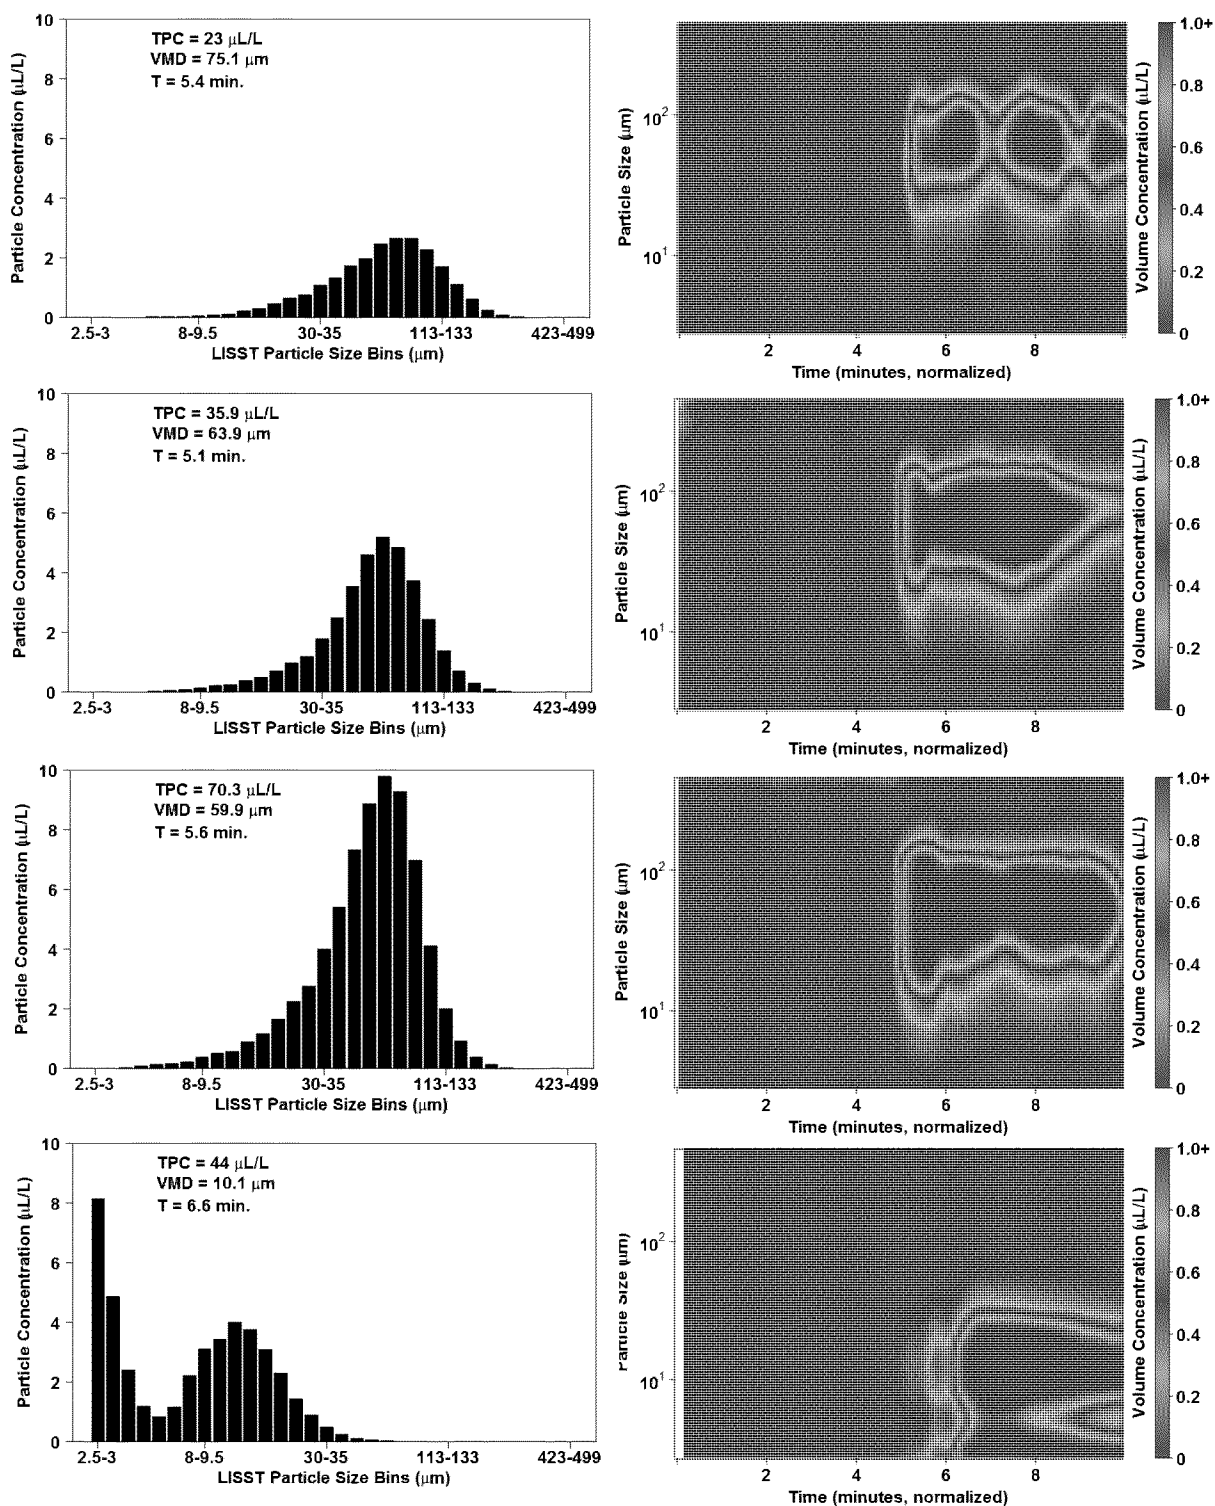 10
8
6
4
2
0
Particle Concentration (μL/L)
TPC = 23 μL/L
VMD = 75.1 μm
T = 5.4 min.
2.5-3 8-9.5 30-35 113-133 423-499
LISST Particle Size Bins (μm)
Particle Size (μm)
10²
10¹
2 4 6 8
Time (minutes, normalized)
Volume Concentration (μL/L)
1.0+
0.8
0.6
0.4
0.2
0
10
8
6
4
2
0
Particle Concentration (μL/L)
TPC = 35.9 μL/L
VMD = 63.9 μm
T = 5.1 min.
2.5-3 8-9.5 30-35 113-133 423-499
LISST Particle Size Bins (μm)
Particle Size (μm)
10²
10¹
2 4 6 8
Time (minutes, normalized)
Volume Concentration (μL/L)
1.0+
0.8
0.6
0.4
0.2
0
10
8
6
4
2
0
Particle Concentration (μL/L)
TPC = 70.3 μL/L
VMD = 59.9 μm
T = 5.6 min.
2.5-3 8-9.5 30-35 113-133 423-499
LISST Particle Size Bins (μm)
Particle Size (μm)
10²
10¹
2 4 6 8
Time (minutes, normalized)
Volume Concentration (μL/L)
1.0+
0.8
0.6
0.4
0.2
0
10
8
6
4
2
0
Particle Concentration (μL/L)
TPC = 44 μL/L
VMD = 10.1 μm
T = 6.6 min.
2.5-3 8-9.5 30-35 113-133 423-499
LISST Particle Size Bins (μm)
Particle Size (μm)
10²
10¹
2 4 6 8
Time (minutes, normalized)
Volume Concentration (μL/L)
1.0+
0.8
0.6
0.4
0.2
0